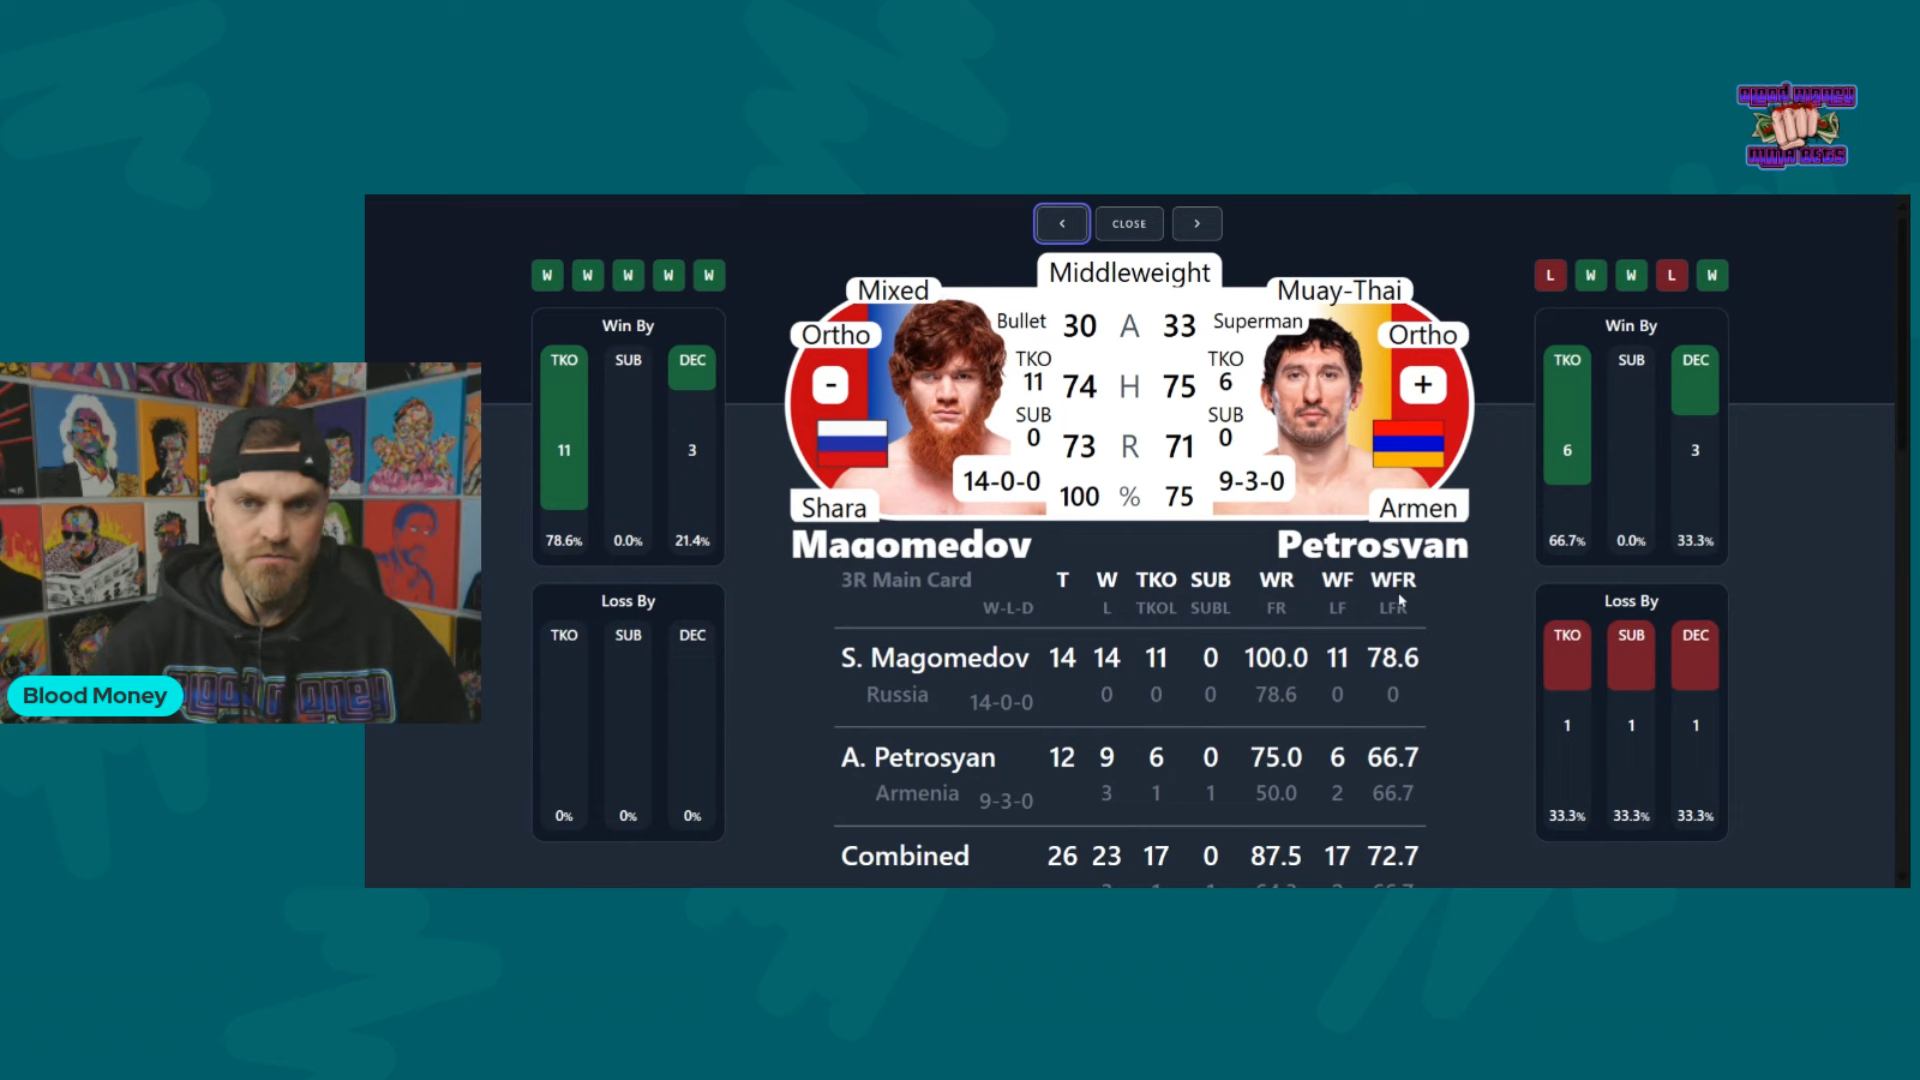 BLOOD MONEY
MMA BETS
< CLOSE >
W W W W W
L W W L W
Middleweight
Mixed
Muay-Thai
Ortho
Ortho
Bullet 30 A 33 Superman
TKO
11
74 H 75
TKO
6
SUB
0
73 R 71
SUB
0
- +
14-0-0
100 % 75
9-3-0
Shara
Armen
Magomedov
Petrosyan
Win By
TKO SUB DEC
11 3
78.6% 0.0% 21.4%
Loss By
TKO SUB DEC
0% 0% 0%
3R Main Card T W TKO SUB WR WF WFR
W-L-D L TKOL SUBL FR LF LFR
S. Magomedov 14 14 11 0 100.0 11 78.6
Russia 14-0-0 0 0 0 78.6 0 0
A. Petrosyan 12 9 6 0 75.0 6 66.7
Armenia 9-3-0 3 1 1 50.0 2 66.7
Combined 26 23 17 0 87.5 17 72.7
Win By
TKO SUB DEC
6 3
66.7% 0.0% 33.3%
Loss By
TKO SUB DEC
1 1 1
33.3% 33.3% 33.3%
Blood Money